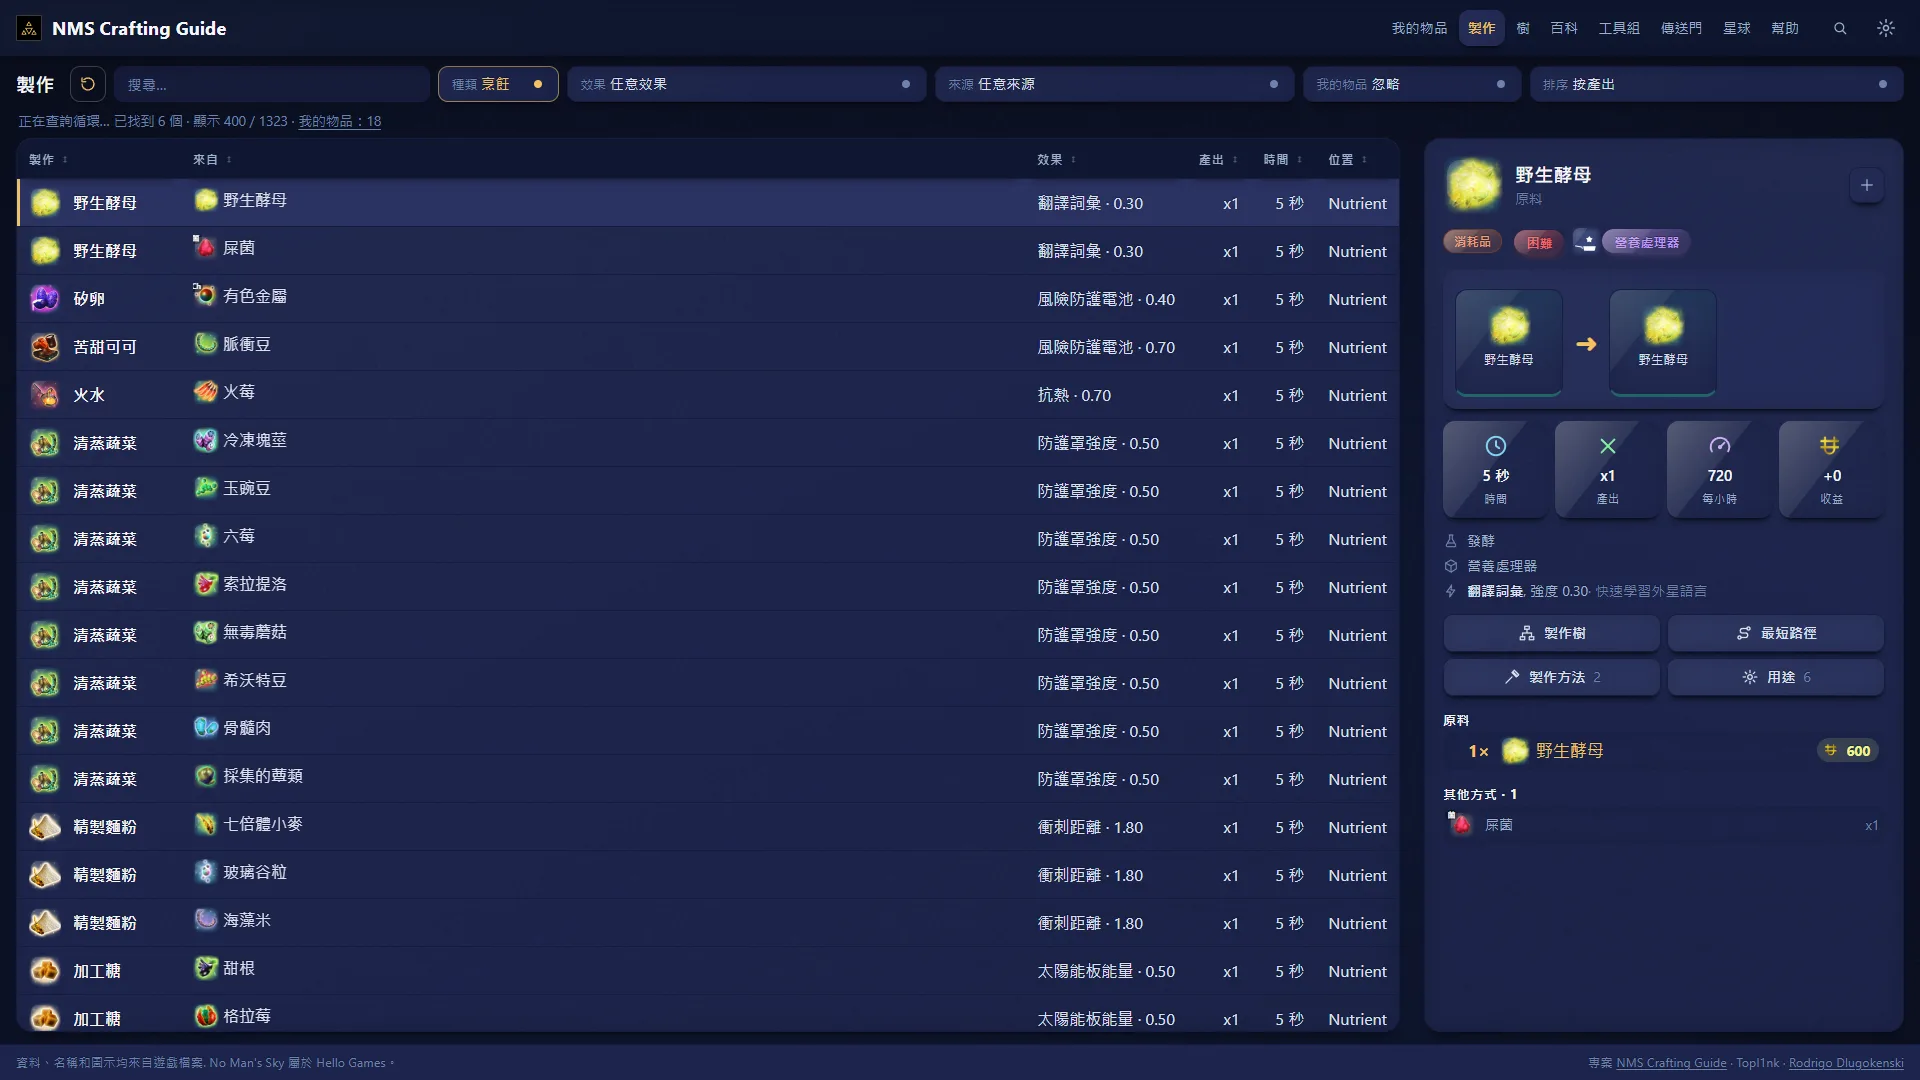 NMS Crafting Guide
我的物品 製作 樹 百科 工具組 傳送門 星球 幫助
製作 搜尋... 種類 烹飪 效果 任意效果 來源 任意來源 我的物品 忽略 排序 按產出
正在查詢循環... 已找到 6 個 · 顯示 400 / 1323 · 我的物品：18
製作 來自 效果 產出 時間 位置
野生酵母 野生酵母 翻譯詞彙 · 0.30 x1 5 秒 Nutrient
野生酵母 屎菌 翻譯詞彙 · 0.30 x1 5 秒 Nutrient
矽卵 有色金屬 風險防護電池 · 0.40 x1 5 秒 Nutrient
苦甜可可 脈衝豆 風險防護電池 · 0.70 x1 5 秒 Nutrient
火水 火莓 抗熱 · 0.70 x1 5 秒 Nutrient
清蒸蔬菜 冷凍塊莖 防護罩強度 · 0.50 x1 5 秒 Nutrient
清蒸蔬菜 玉豌豆 防護罩強度 · 0.50 x1 5 秒 Nutrient
清蒸蔬菜 六莓 防護罩強度 · 0.50 x1 5 秒 Nutrient
清蒸蔬菜 索拉提洛 防護罩強度 · 0.50 x1 5 秒 Nutrient
清蒸蔬菜 無毒蘑菇 防護罩強度 · 0.50 x1 5 秒 Nutrient
清蒸蔬菜 希沃特豆 防護罩強度 · 0.50 x1 5 秒 Nutrient
清蒸蔬菜 骨髓肉 防護罩強度 · 0.50 x1 5 秒 Nutrient
清蒸蔬菜 採集的蕈類 防護罩強度 · 0.50 x1 5 秒 Nutrient
精製麵粉 七倍體小麥 衝刺距離 · 1.80 x1 5 秒 Nutrient
精製麵粉 玻璃谷粒 衝刺距離 · 1.80 x1 5 秒 Nutrient
精製麵粉 海藻米 衝刺距離 · 1.80 x1 5 秒 Nutrient
加工糖 甜根 太陽能板能量 · 0.50 x1 5 秒 Nutrient
加工糖 格拉莓 太陽能板能量 · 0.50 x1 5 秒 Nutrient
野生酵母
原料
消耗品 困難 營養處理器
野生酵母 野生酵母
5 秒 x1 720 +0
時間 產出 每小時 收益
發酵
營養處理器
翻譯詞彙, 強度 0.30· 快速學習外星語言
製作樹 最短路徑
製作方法 2 用途 6
原料
1× 野生酵母 600
其他方式 · 1
屎菌 x1
資料、名稱和圖示均來自遊戲檔案. No Man's Sky 屬於 Hello Games。
專案 NMS Crafting Guide · Topl1nk · Rodrigo Dlugokenski